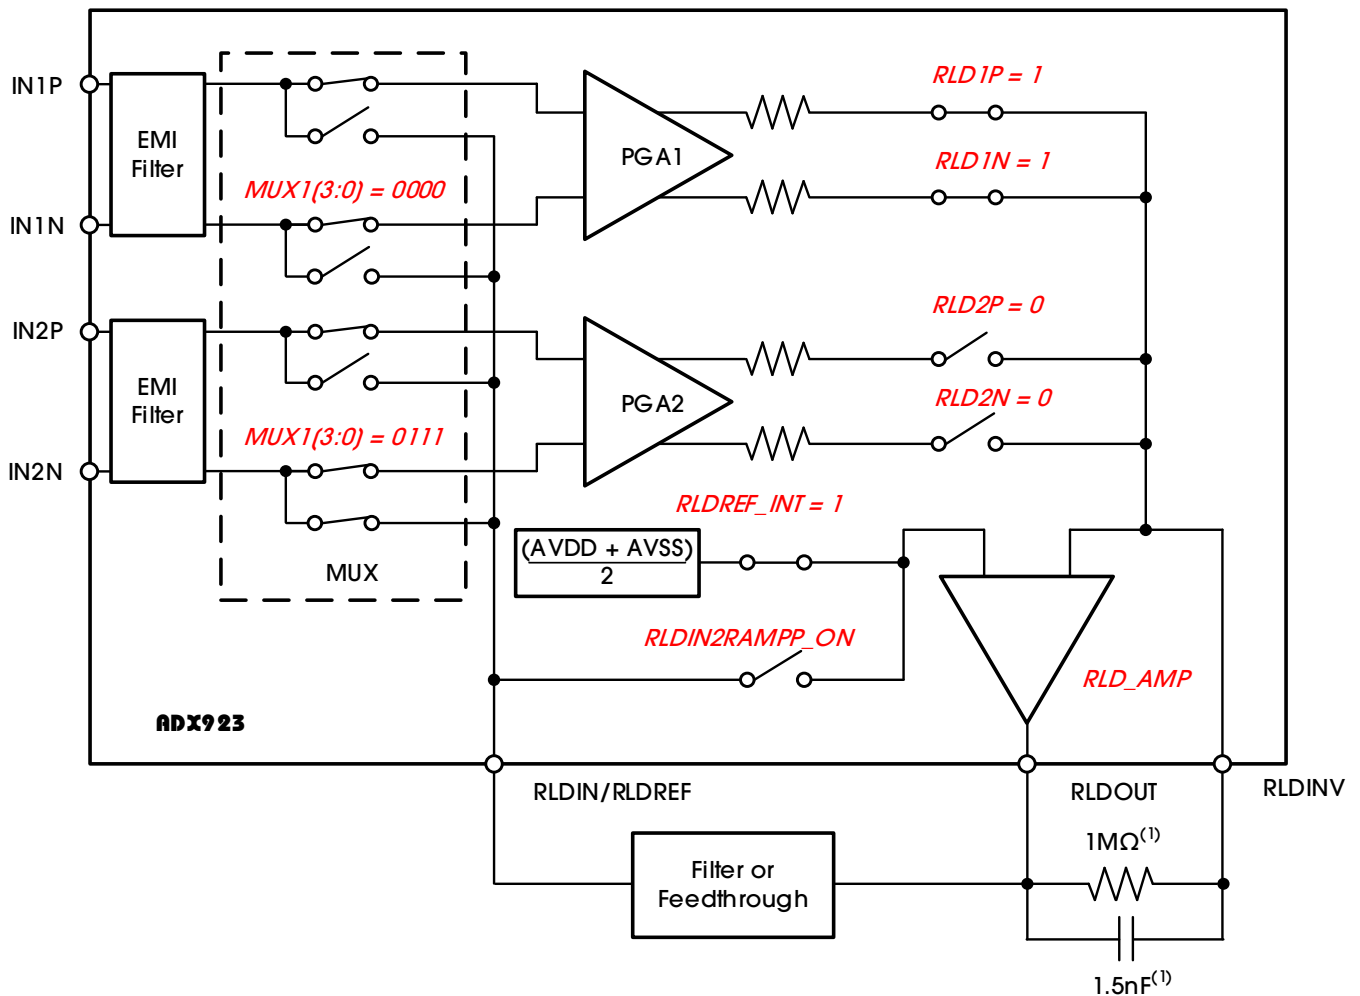 IN1P
EMI
Filter
IN1N
MUX1(3:0) = 0000
PGA1
RLD1P = 1
RLD1N = 1
IN2P
EMI
Filter
IN2N
MUX1(3:0) = 0111
MUX
PGA2
RLD2P = 0
RLD2N = 0
RLDREF_INT = 1
(AVDD + AVSS)
2
RLDIN2RAMPP_ON
RLD_AMP
ADX923
RLDIN/RLDREF
RLDOUT
RLDINV
Filter or
Feedthrough
1MΩ(1)
1.5nF(1)